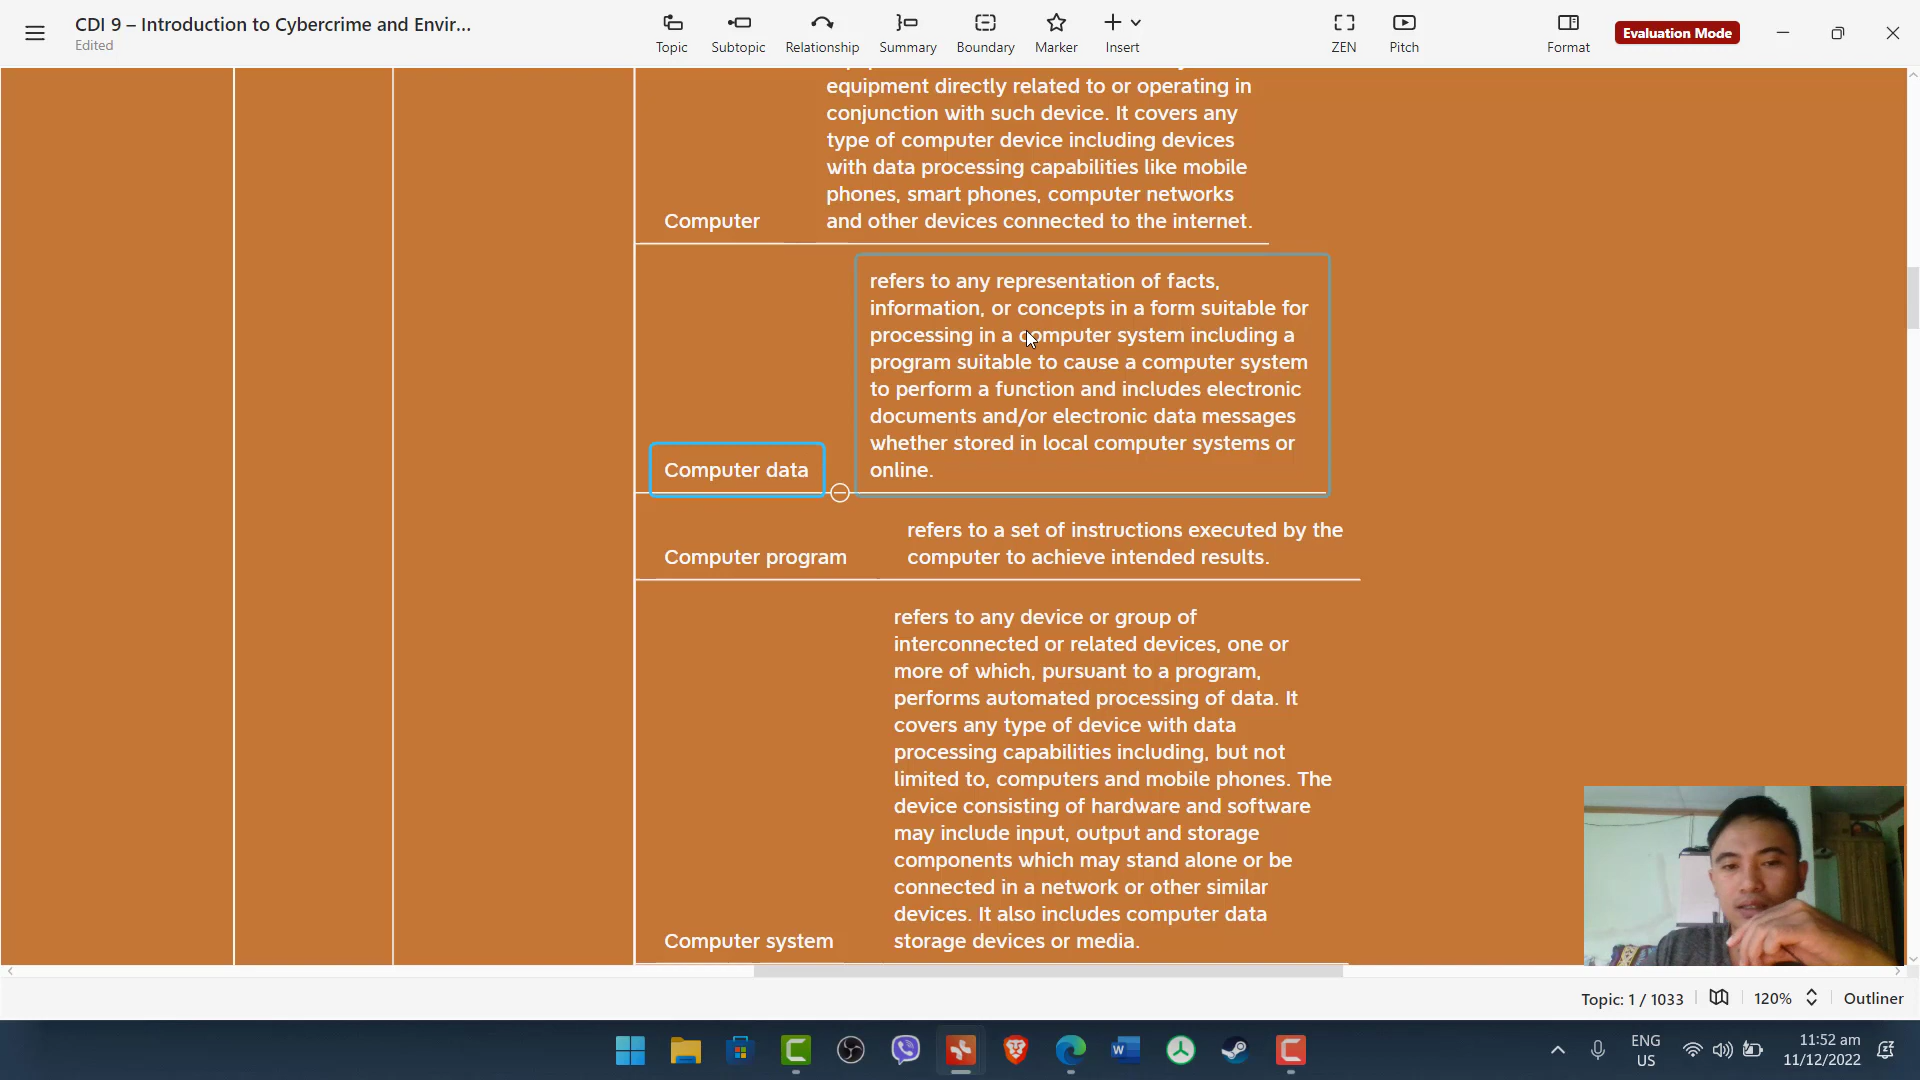 CDI 9 – Introduction to Cybercrime and Envir...
Edited
Topic
Subtopic
Relationship
Summary
Boundary
Marker
Insert
ZEN
Pitch
Format
Evaluation Mode
equipment directly related to or operating in
conjunction with such device. It covers any
type of computer device including devices
with data processing capabilities like mobile
phones, smart phones, computer networks
Computer
and other devices connected to the internet.
refers to any representation of facts,
information, or concepts in a form suitable for
processing in a computer system including a
program suitable to cause a computer system
to perform a function and includes electronic
documents and/or electronic data messages
whether stored in local computer systems or
Computer data
online.
refers to a set of instructions executed by the
Computer program
computer to achieve intended results.
refers to any device or group of
interconnected or related devices, one or
more of which, pursuant to a program,
performs automated processing of data. It
covers any type of device with data
processing capabilities including, but not
limited to, computers and mobile phones. The
device consisting of hardware and software
may include input, output and storage
components which may stand alone or be
connected in a network or other similar
devices. It also includes computer data
Computer system
storage devices or media.
Topic: 1 / 1033
120%
Outliner
ENG
US
11:52 am
11/12/2022